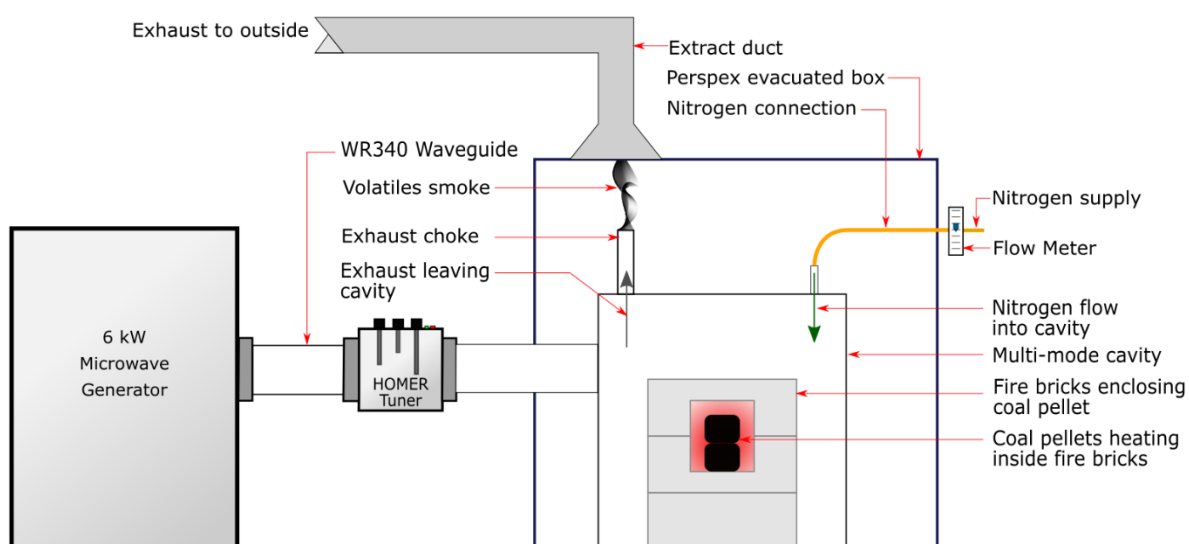 Exhaust to outside
Extract duct
Perspex evacuated box
Nitrogen connection
WR340 Waveguide
Volatiles smoke
Nitrogen supply
Exhaust choke
Flow Meter
Exhaust leaving
cavity
Nitrogen flow
into cavity
6 kW
Microwave
Generator
Multi-mode cavity
HOMER
Tuner
Fire bricks enclosing
coal pellet
Coal pellets heating
inside fire bricks